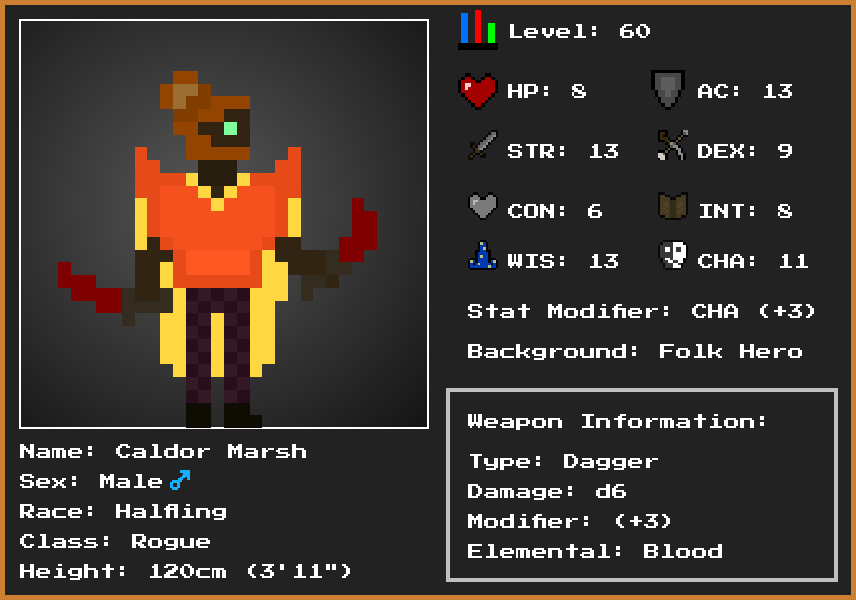 Level: 60
HP: 8
AC: 13
STR: 13
DEX: 9
CON: 6
INT: 8
WIS: 13
CHA: 11
Stat Modifier: CHA (+3)
Background: Folk Hero
Weapon Information:
Type: Dagger
Damage: d6
Modifier: (+3)
Elemental: Blood
Name: Caldor Marsh
Sex: Male♂
Race: Halfling
Class: Rogue
Height: 120cm (3'11")